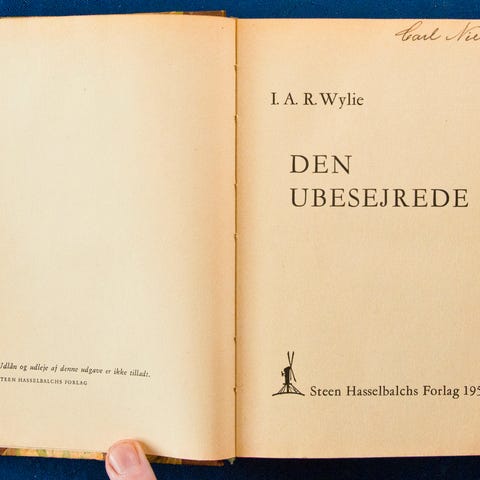 Udlån og udleje af denne udgave er ikke tilladt.
STEEN HASSELBALCHS FORLAG
Carl
I. A. R. Wylie
DEN
UBESEJREDE
Steen Hasselbalchs Forlag